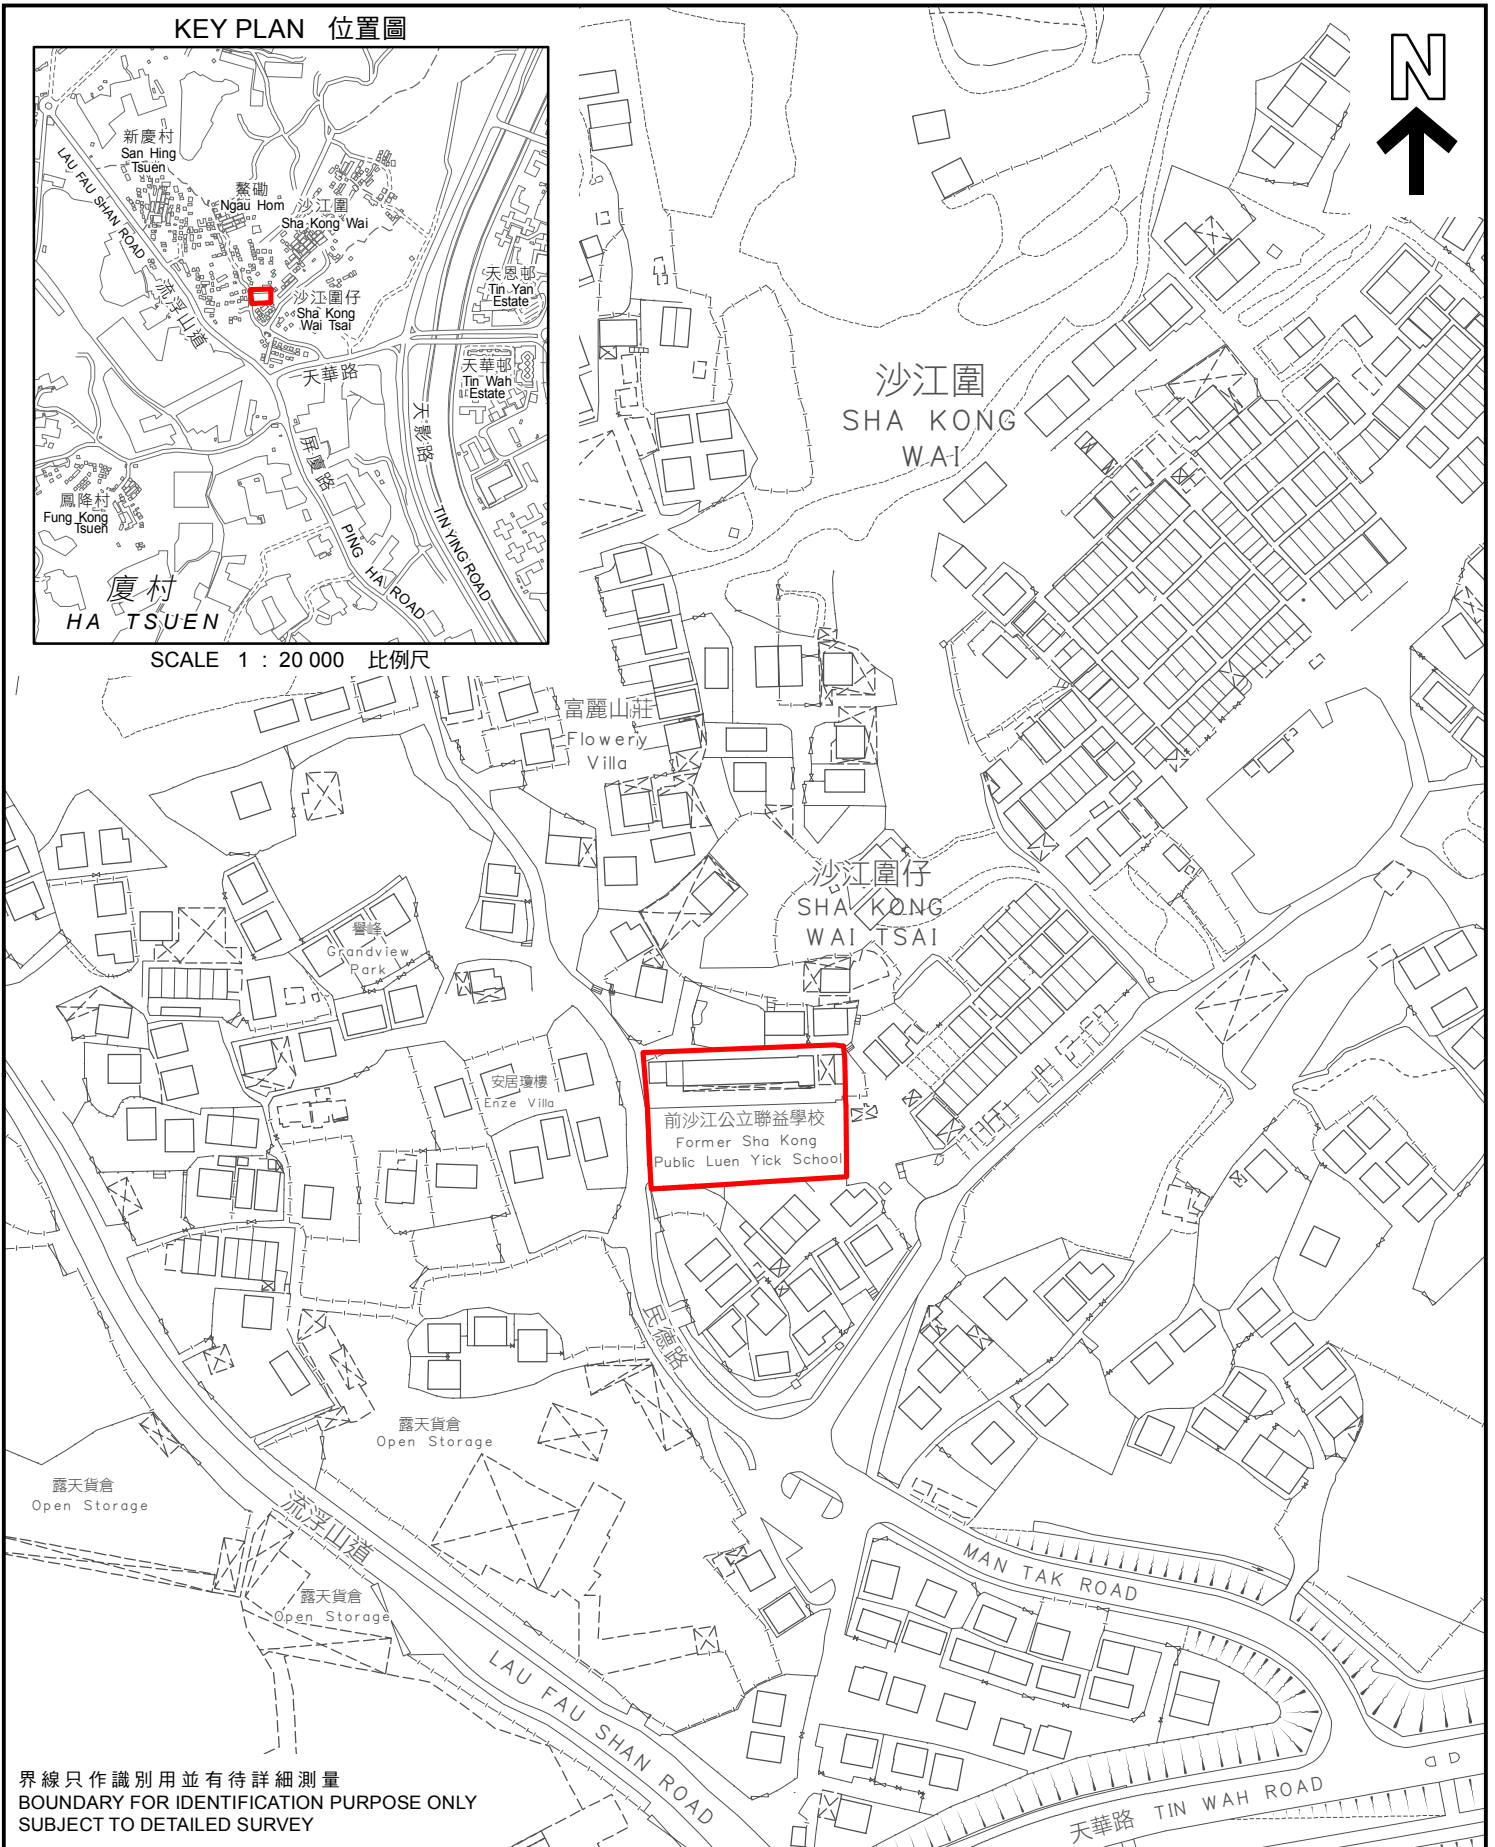 KEY PLAN 位置圖
N
新慶村
San Hing
Tsuen
LAU FAU SHAN ROAD
流浮山道
鰲磡
Ngau Hom
沙江圍
Sha Kong Wai
沙江圍仔
Sha Kong
Wai Tsai
天恩邨
Tin Yan
Estate
天華路
天華邨
Tin Wah
Estate
天影路
TIN YING ROAD
屏廈路
PING HA ROAD
鳳降村
Fung Kong
Tsuen
廈村
HA TSUEN
SCALE 1 : 20 000 比例尺
沙江圍
SHA KONG
WAI
富麗山莊
Flowery
Villa
沙江圍仔
SHA KONG
WAI TSAI
譽峰
Grandview
Park
安居瓊樓
Enze Villa
前沙江公立聯益學校
Former Sha Kong
Public Luen Yick School
民德路
露天貨倉
Open Storage
露天貨倉
Open Storage
流浮山道
露天貨倉
Open Storage
MAN TAK ROAD
LAU FAU SHAN ROAD
天華路 TIN WAH ROAD
界線只作識別用並有待詳細測量
BOUNDARY FOR IDENTIFICATION PURPOSE ONLY
SUBJECT TO DETAILED SURVEY